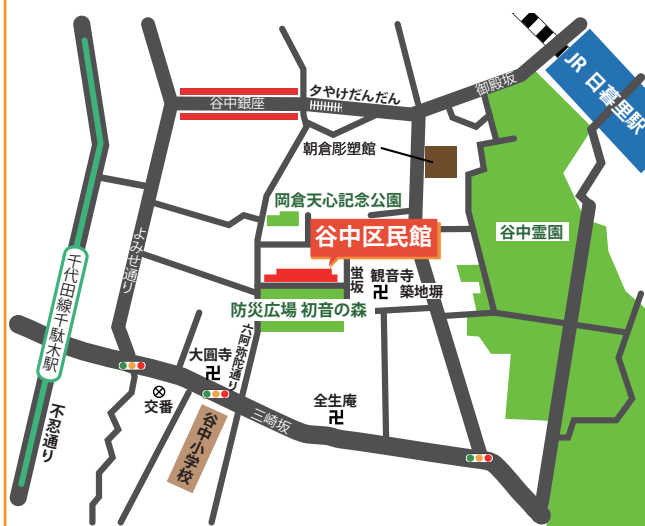 JR 日暮里駅
御殿坂
夕やけだんだん
谷中銀座
朝倉彫塑館
岡倉天心記念公園
谷中区民館
谷中霊園
よみせ通り
千代田線千駄木駅
蛍坂
観音寺
築地塀
防災広場 初音の森
六阿弥陀通り
大圓寺
交番
全生庵
三崎坂
谷中小学校
不忍通り